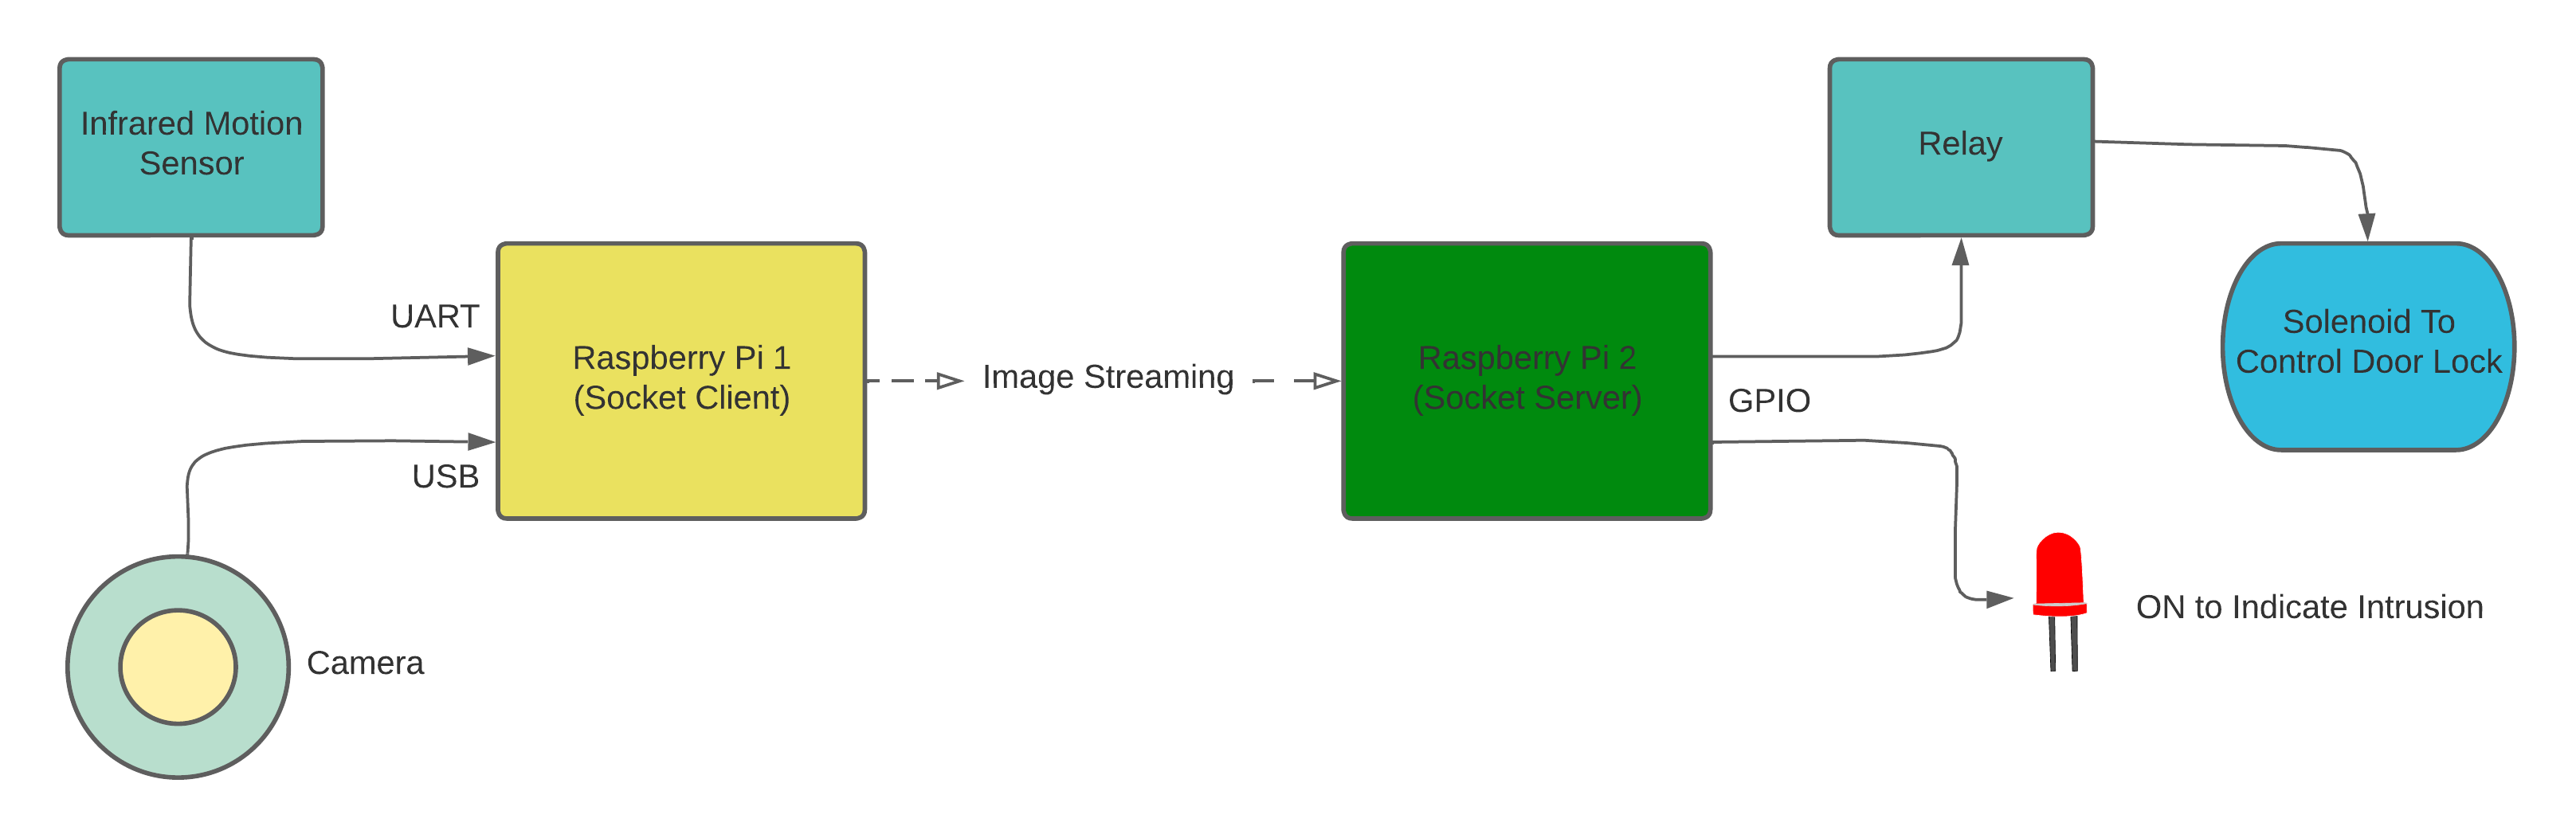 Infrared Motion
Sensor
UART
USB
Camera
Raspberry Pi 1
(Socket Client)
Image Streaming
Raspberry Pi 2
(Socket Server)
GPIO
Relay
Solenoid To
Control Door Lock
ON to Indicate Intrusion